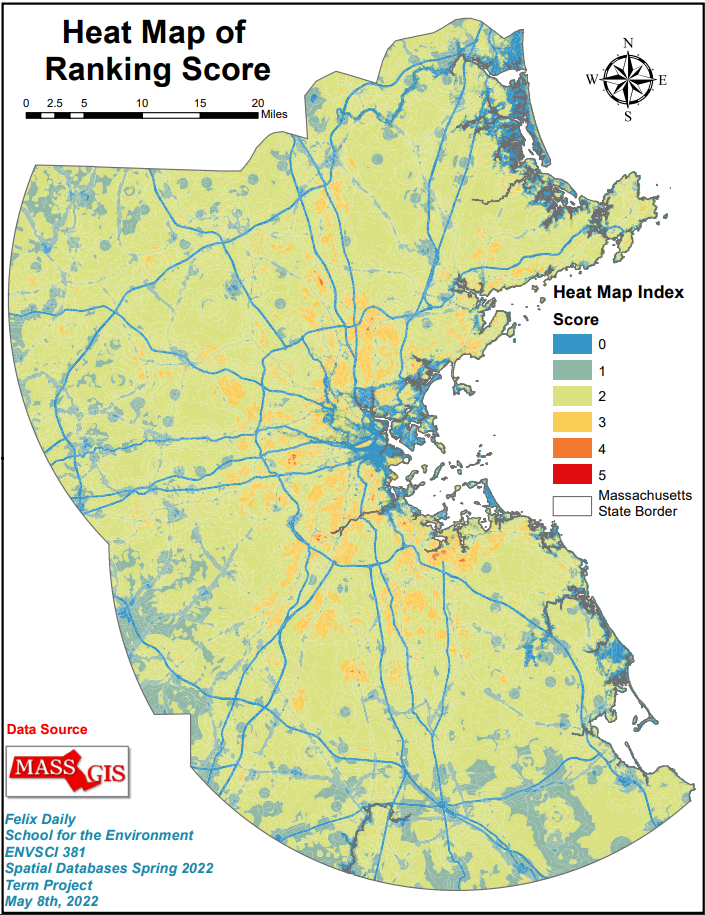 Heat Map of
Ranking Score
0 2.5 5 10 15 20
Miles
N
W E
S
Heat Map Index
Score
0
1
2
3
4
5
Massachusetts
State Border
Data Source
MASS GIS
Felix Daily
School for the Environment
ENVSCI 381
Spatial Databases Spring 2022
Term Project
May 8th, 2022